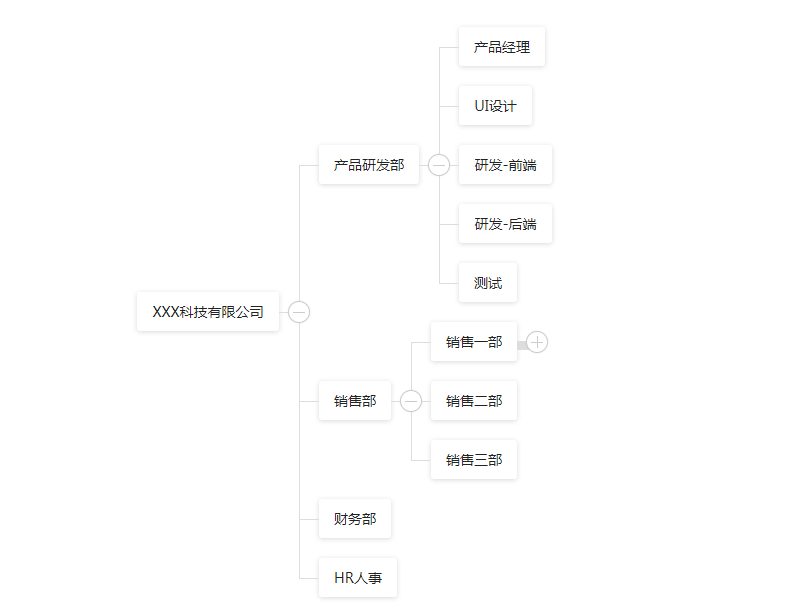 XXX科技有限公司
产品研发部
产品经理
UI设计
研发-前端
研发-后端
测试
销售部
销售一部
销售二部
销售三部
财务部
HR人事